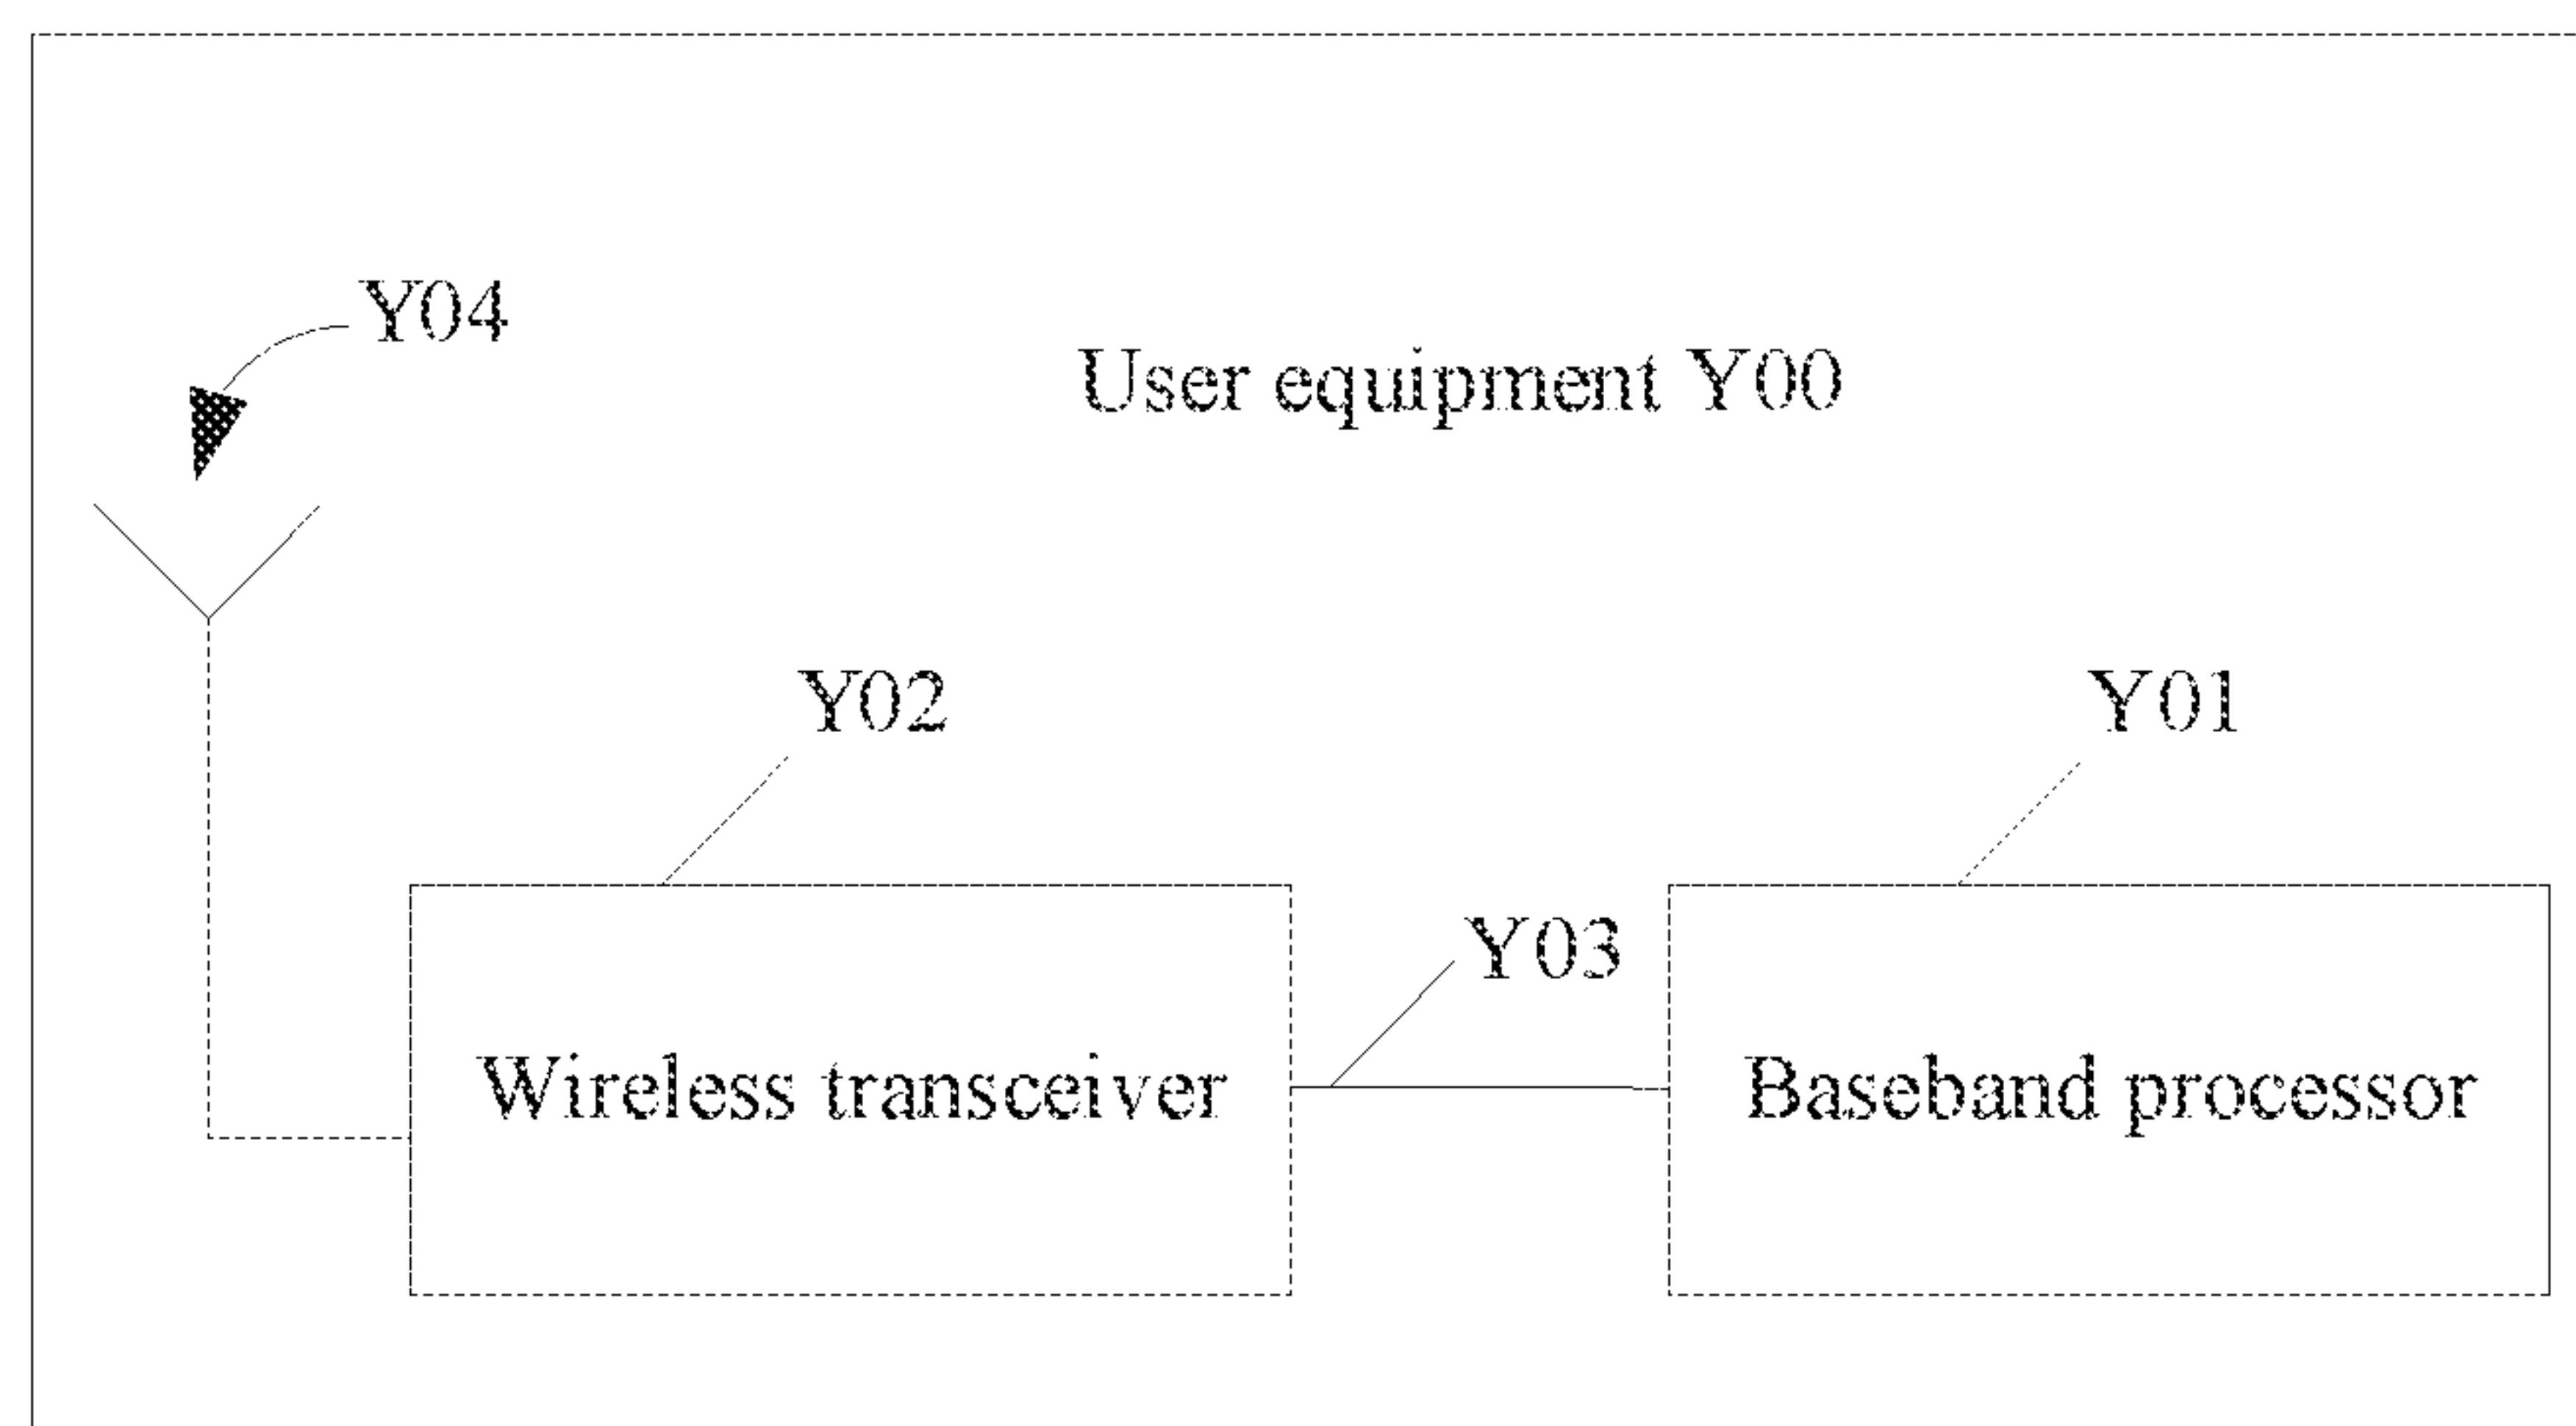 Y04
User equipment Y00
Y02
Y01
Y03
Wireless transceiver
Baseband processor